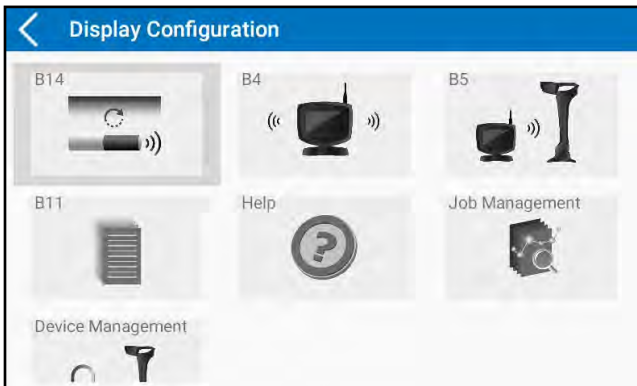 Display Configuration
B14
B4
B5
B11
Help
Job Management
Device Management